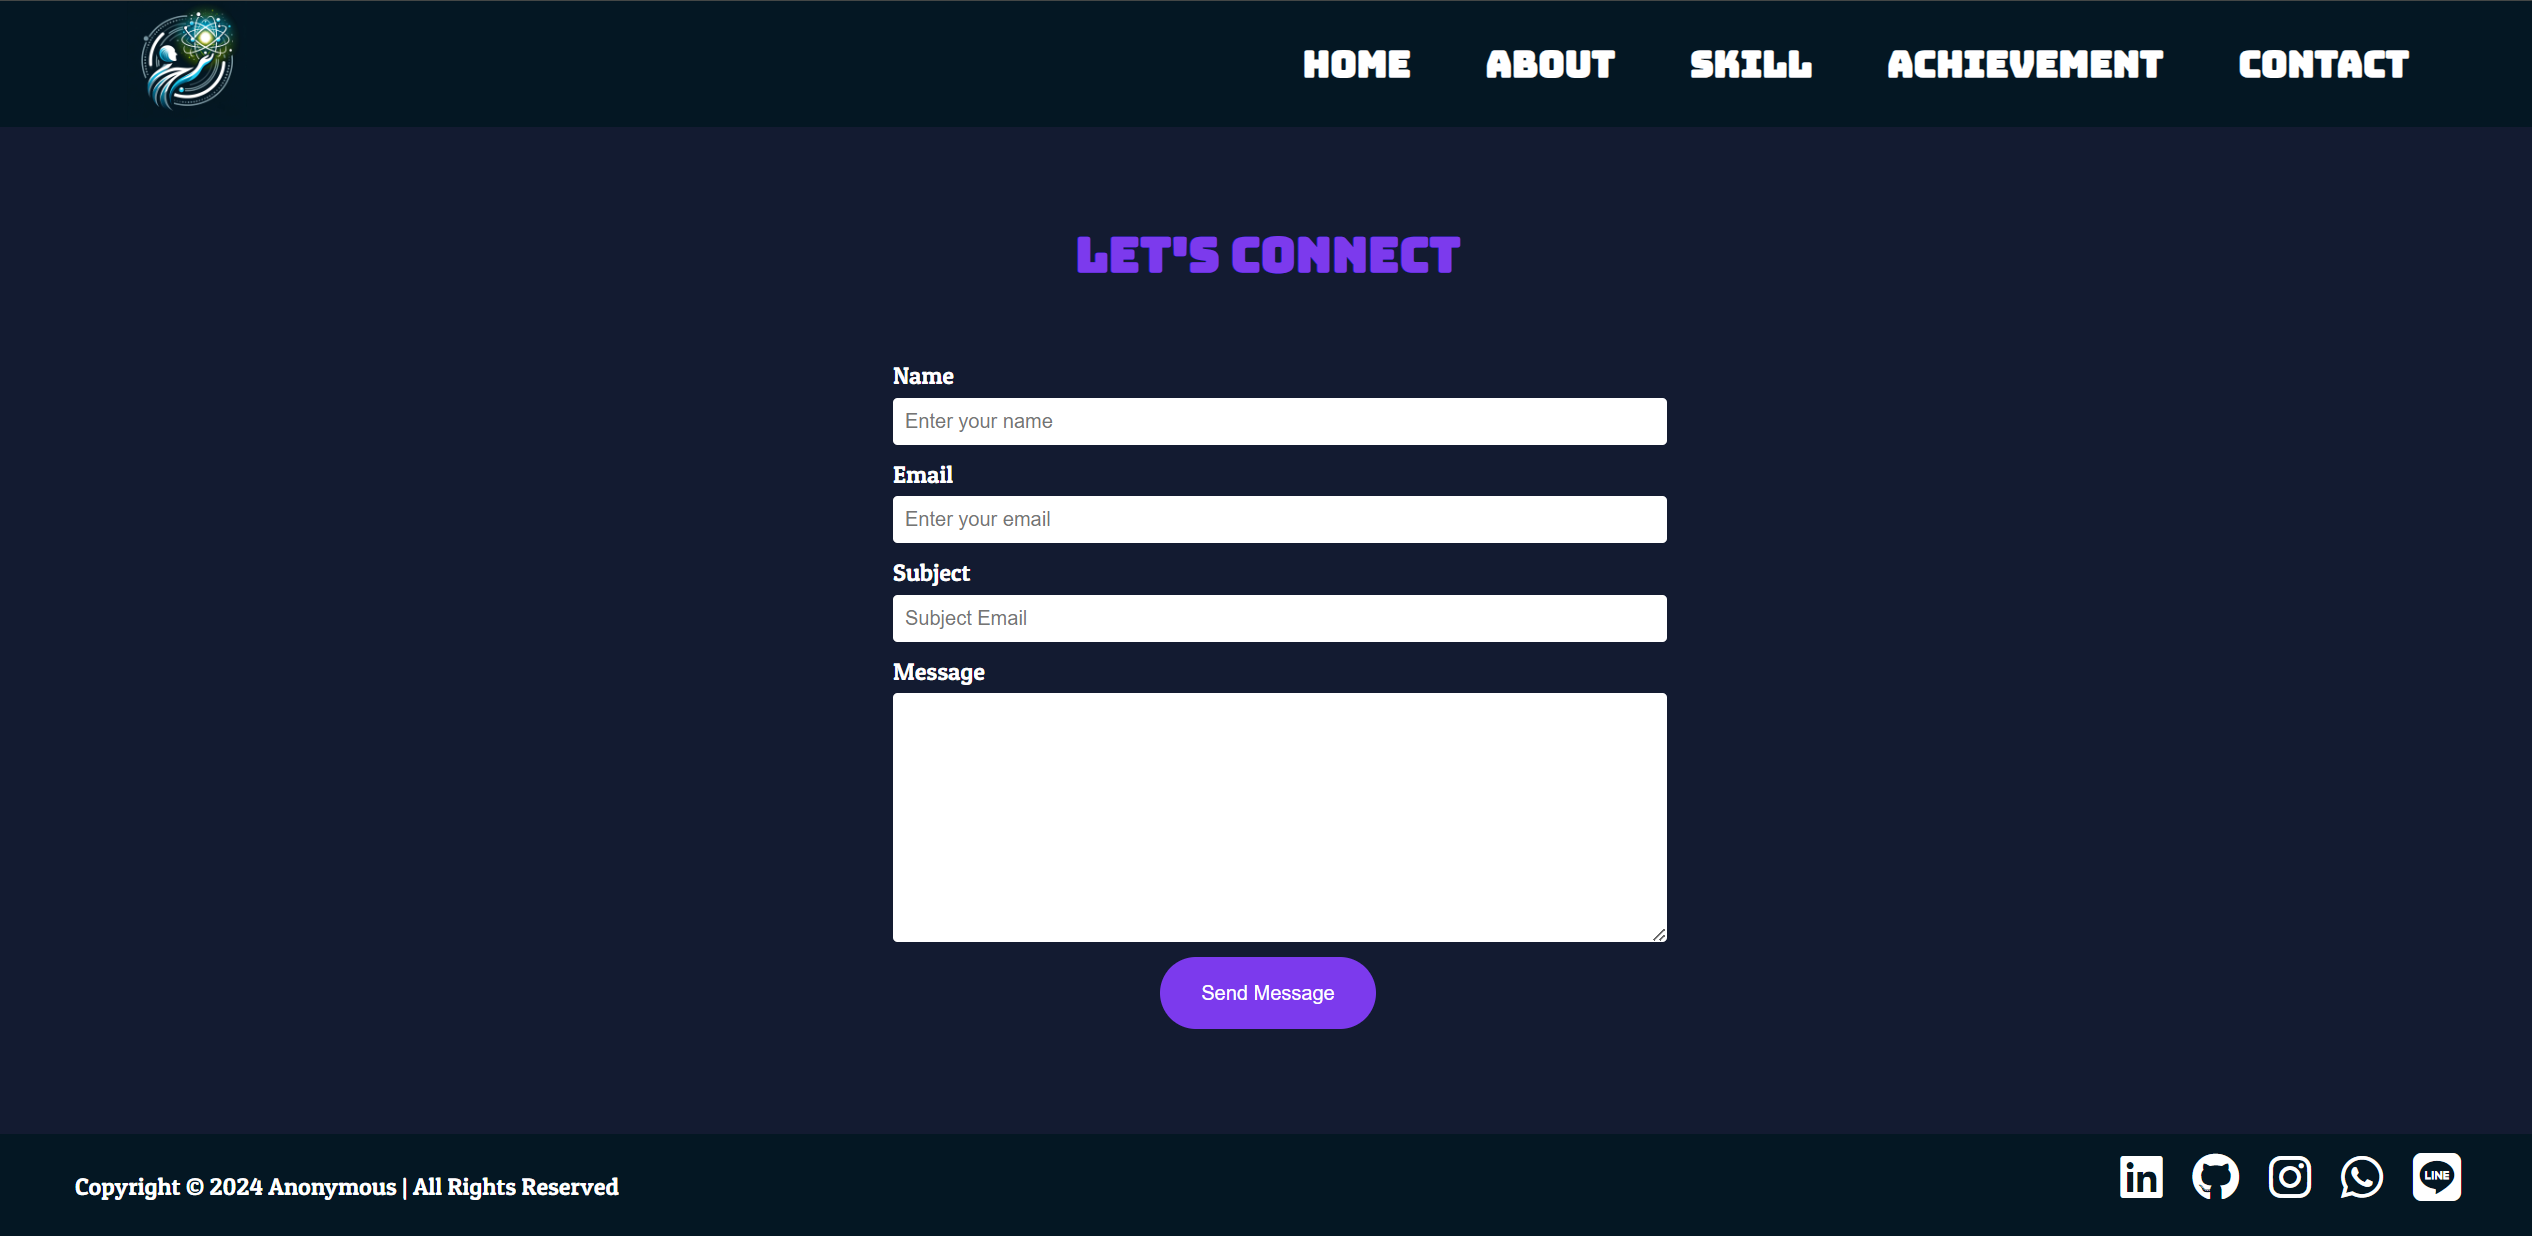 HOME ABOUT SKILL ACHIEVEMENT CONTACT
LET'S CONNECT
Name
Enter your name
Email
Enter your email
Subject
Subject Email
Message
Send Message
Copyright © 2024 Anonymous | All Rights Reserved
in
LINE